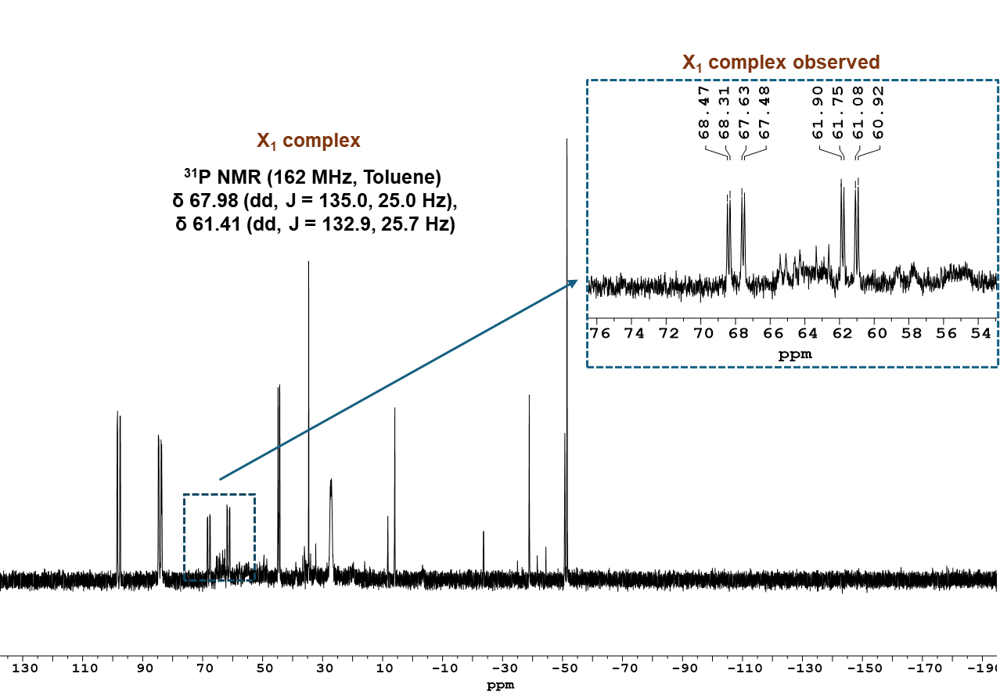 X₁ complex observed
68.47
68.31
67.63
67.48
61.90
61.75
61.08
60.92
76 74 72 70 68 66 64 62 60 58 56 54
ppm
X₁ complex
³¹P NMR (162 MHz, Toluene)
δ 67.98 (dd, J = 135.0, 25.0 Hz),
δ 61.41 (dd, J = 132.9, 25.7 Hz)
130 110 90 70 50 30 10 -10 -30 -50 -70 -90 -110 -130 -150 -170 -190
ppm